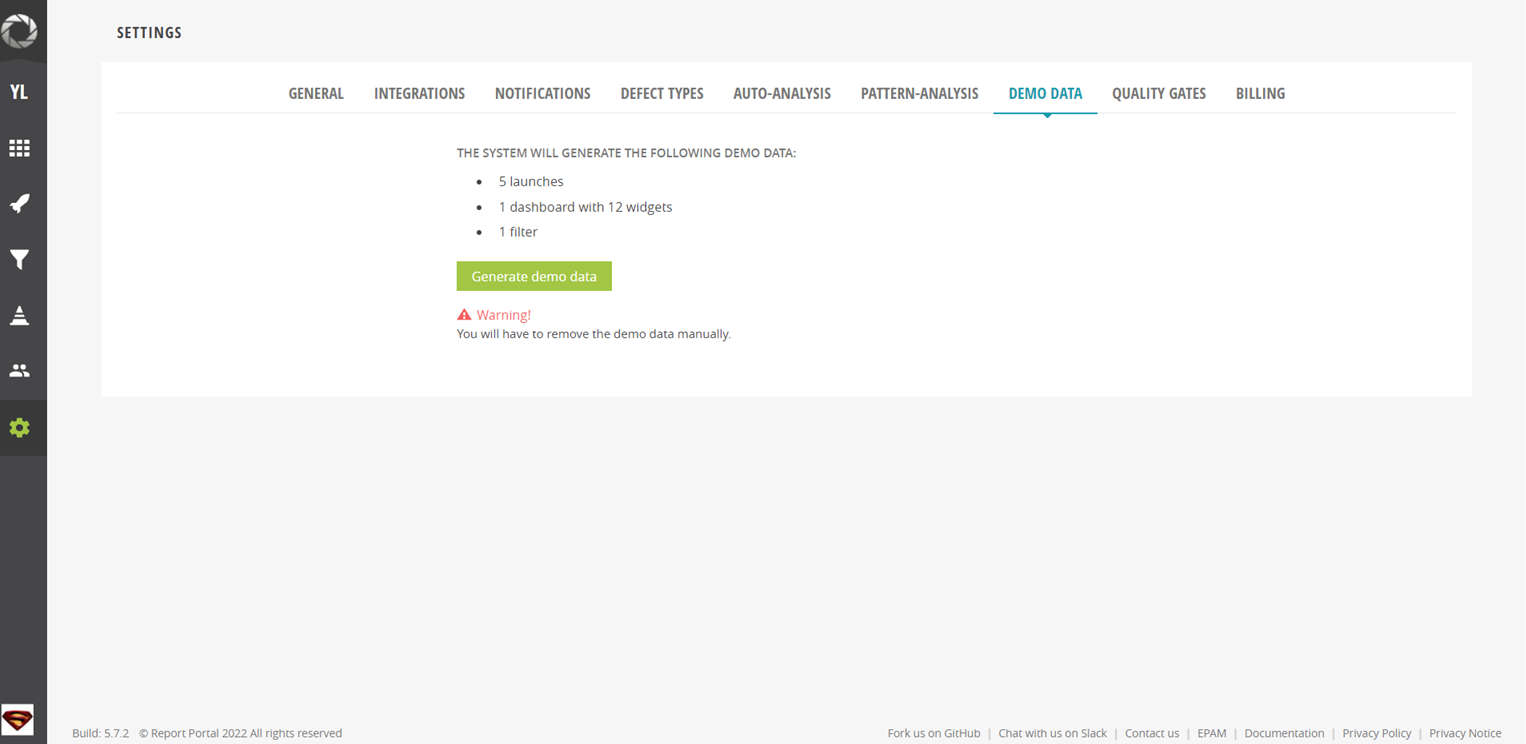 SETTINGS
YL
GENERAL INTEGRATIONS NOTIFICATIONS DEFECT TYPES AUTO-ANALYSIS PATTERN-ANALYSIS DEMO DATA QUALITY GATES BILLING
THE SYSTEM WILL GENERATE THE FOLLOWING DEMO DATA:
• 5 launches
• 1 dashboard with 12 widgets
• 1 filter
Generate demo data
Warning!
You will have to remove the demo data manually.
Build: 5.7.2 © Report Portal 2022 All rights reserved Fork us on GitHub | Chat with us on Slack | Contact us | EPAM | Documentation | Privacy Policy | Privacy Notice